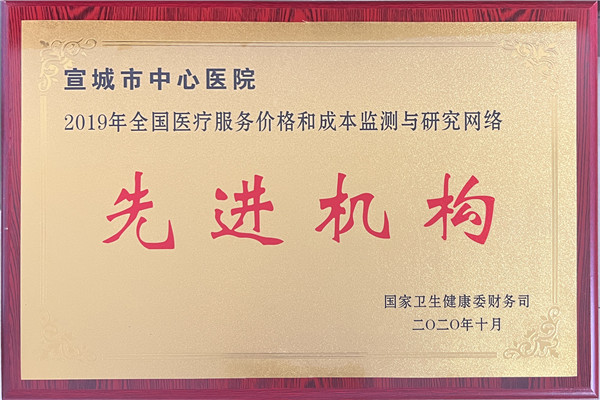 宣城市中心医院
2019年全国医疗服务价格和成本监测与研究网络
先进机构
国家卫生健康委财务司
二〇二〇年十月